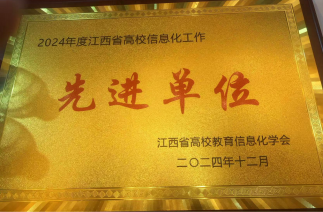 2024年度江西省高校信息化工作
先进单位
江西省高校教育信息化学会
二〇二四年十二月